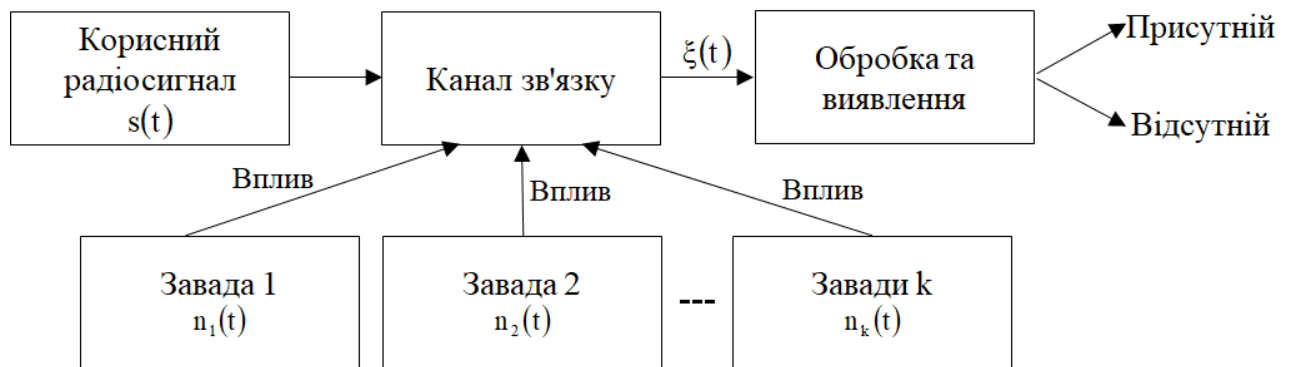 Корисний
радіосигнал
s(t)
Канал зв'язку
ξ(t)
Обробка та
виявлення
Присутній
Відсутній
Вплив
Вплив
Вплив
Завада 1
n₁(t)
Завада 2
n₂(t)
---
Завади k
nₖ(t)